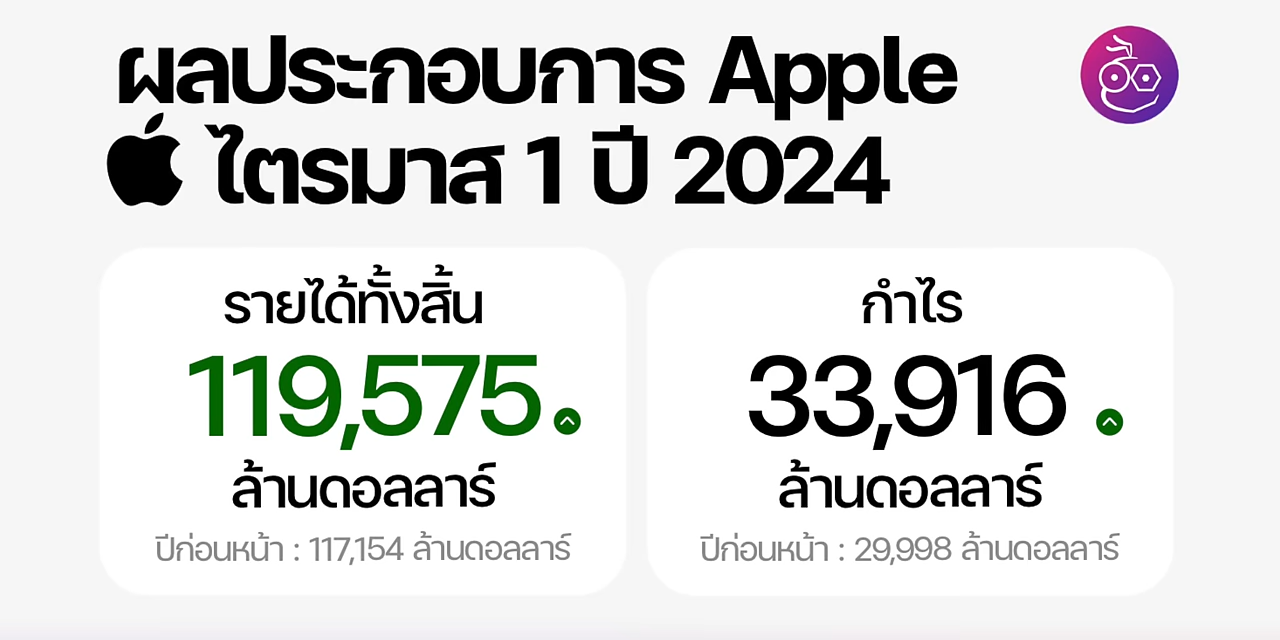 ผลประกอบการ Apple
ไตรมาส 1 ปี 2024
รายได้ทั้งสิ้น
119,575
ล้านดอลลาร์
ปีก่อนหน้า : 117,154 ล้านดอลลาร์
กำไร
33,916
ล้านดอลลาร์
ปีก่อนหน้า : 29,998 ล้านดอลลาร์